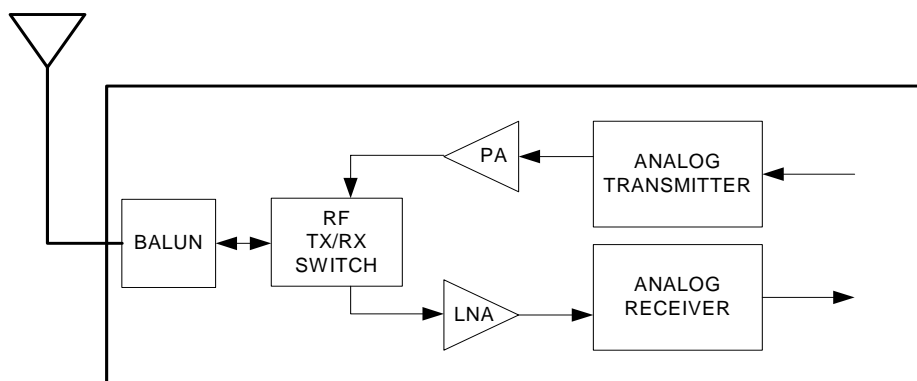 PA
ANALOG
TRANSMITTER
BALUN
RF
TX/RX
SWITCH
LNA
ANALOG
RECEIVER